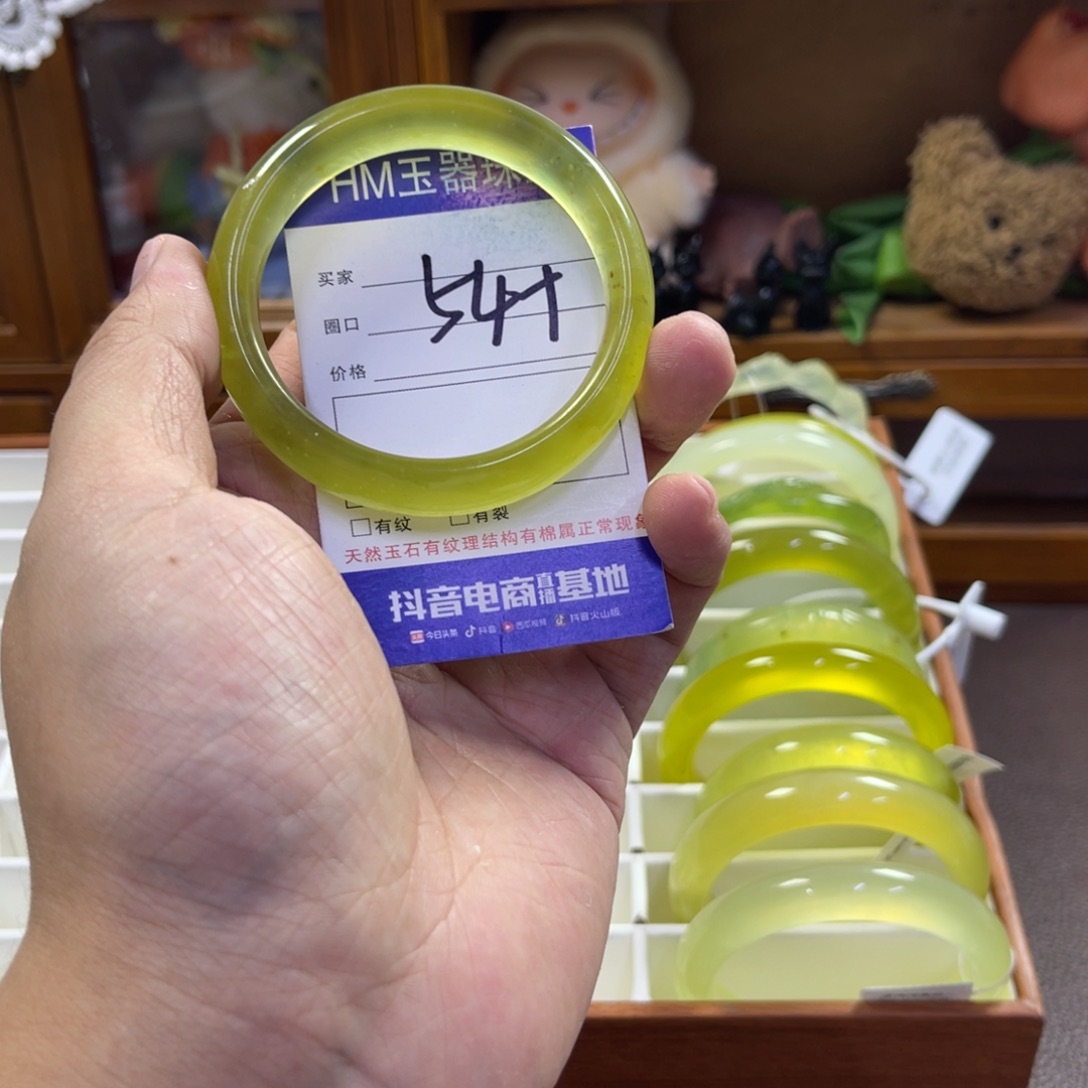 HM玉器珠
买家
圈口
价格
54+
有纹 有裂
天然玉石有纹理结构有棉属正常现象
抖音电商直播基地
今日头条 抖音 西瓜视频 抖音火山版